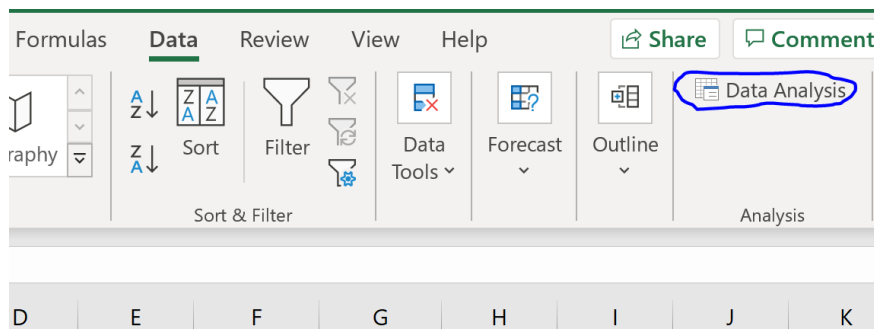 Formulas Data Review View Help Share Comment
Data Analysis
raphy Sort Filter Data Tools Forecast Outline
Sort & Filter Analysis
D E F G H I J K